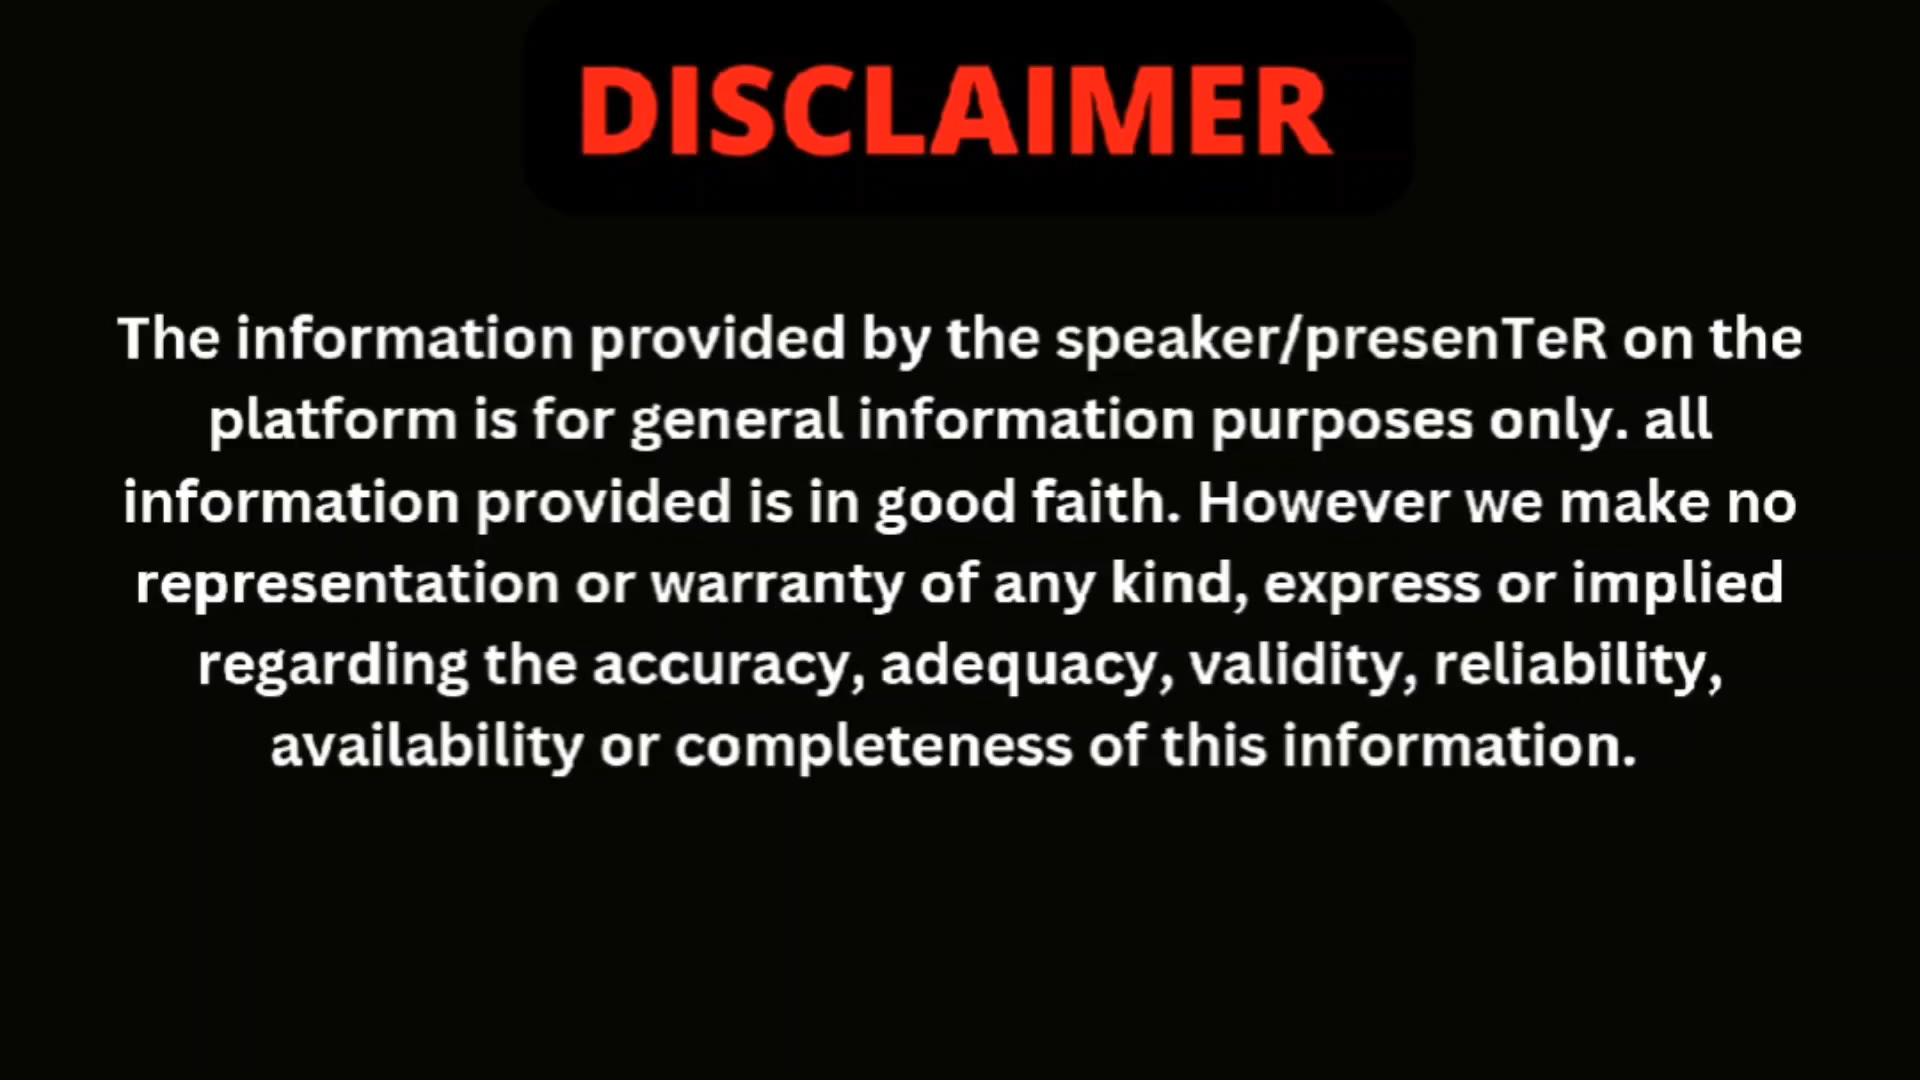 DISCLAIMER
The information provided by the speaker/presenTeR on the
platform is for general information purposes only. all
information provided is in good faith. However we make no
representation or warranty of any kind, express or implied
regarding the accuracy, adequacy, validity, reliability,
availability or completeness of this information.